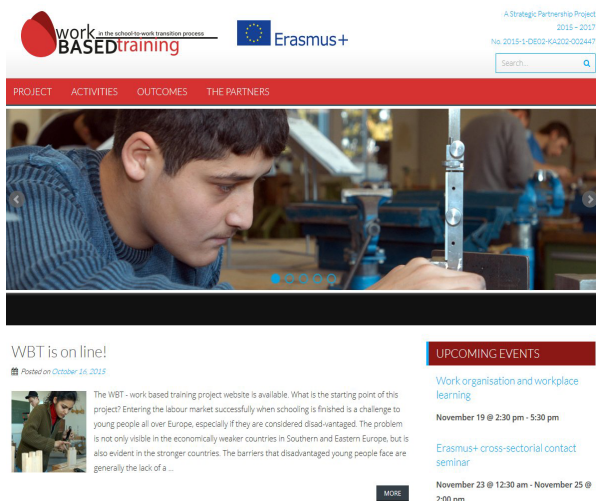 work in the school-to-work transition process
BASEDtraining
Erasmus+
A Strategic Partnership Project
2015 – 2017
No. 2015-1-DE02-KA202-002447
Search...
PROJECT ACTIVITIES OUTCOMES THE PARTNERS
WBT is on line!
Posted on October 16, 2015
The WBT - work based training project website is available. What is the starting point of this
project? Entering the labour market successfully when schooling is finished is a challenge to
young people all over Europe, especially if they are considered disad-vantaged. The problem
is not only visible in the economically weaker countries in Southern and Eastern Europe, but is
also evident in the stronger countries. The barriers that disadvantaged young people face are
generally the lack of a ...
MORE
UPCOMING EVENTS
Work organisation and workplace
learning
November 19 @ 2:30 pm - 5:30 pm
Erasmus+ cross-sectorial contact
seminar
November 23 @ 12:30 am - November 25 @
2:00 pm